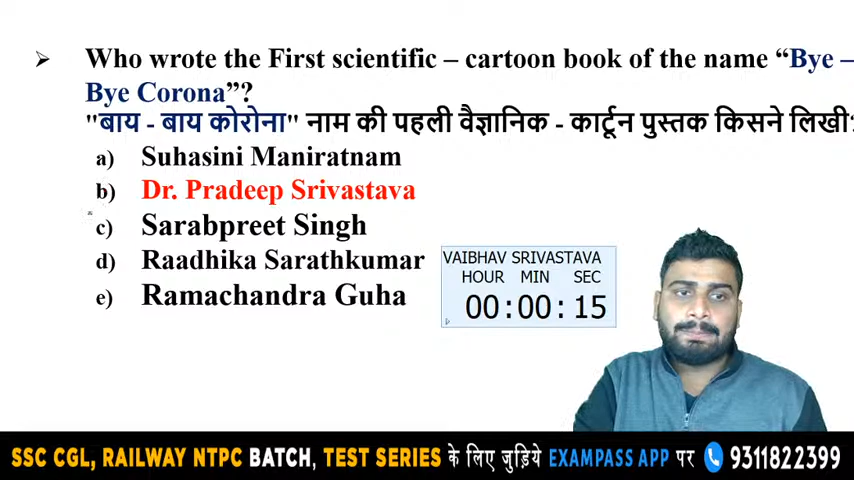 ➢ Who wrote the First scientific – cartoon book of the name “Bye –
Bye Corona”?
"बाय - बाय कोरोना" नाम की पहली वैज्ञानिक - कार्टून पुस्तक किसने लिखी?
a) Suhasini Maniratnam
b) Dr. Pradeep Srivastava
c) Sarabpreet Singh
d) Raadhika Sarathkumar
e) Ramachandra Guha
VAIBHAV SRIVASTAVA
HOUR MIN SEC
00:00:15
SSC CGL, RAILWAY NTPC BATCH, TEST SERIES के लिए जुड़िये EXAMPASS APP पर 9311822399